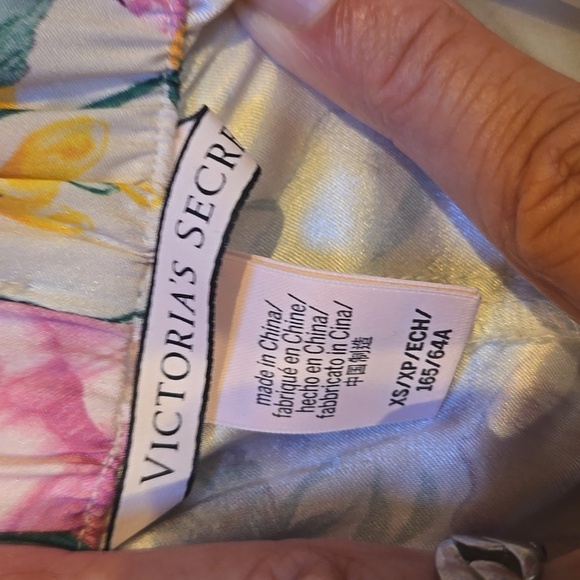 VICTORIA'S SECR
made in China/
fabriqué en Chine/
hecho en China/
fabbricato in Cina/
中国制造
XS/XP/ECH/
165/64A